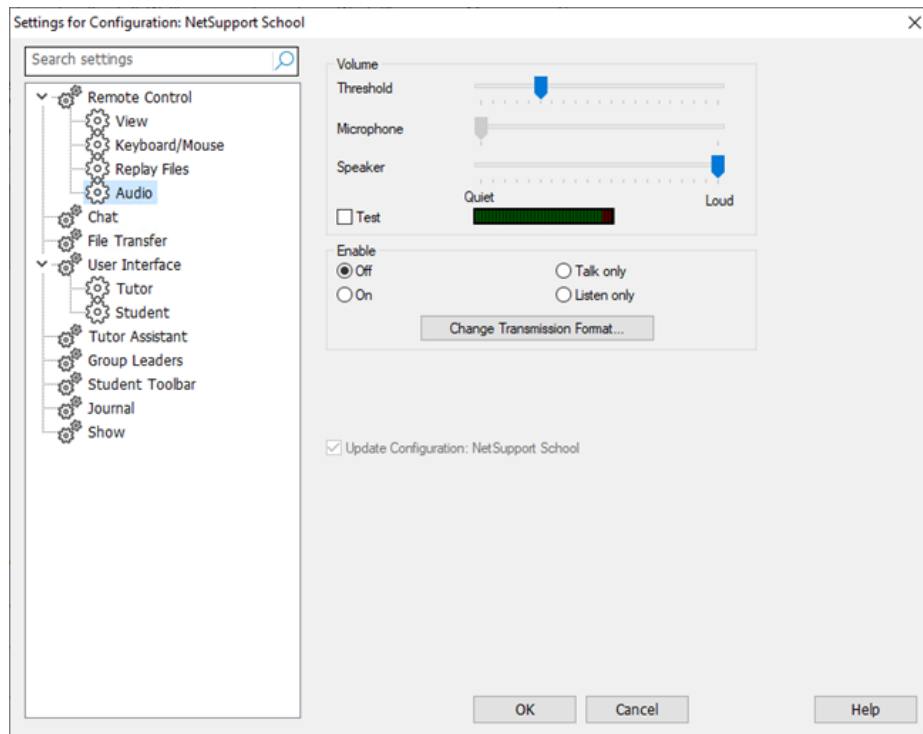 Settings for Configuration: NetSupport School
Search settings
Remote Control
View
Keyboard/Mouse
Replay Files
Audio
Chat
File Transfer
User Interface
Tutor
Student
Tutor Assistant
Group Leaders
Student Toolbar
Journal
Show
Volume
Threshold
Microphone
Speaker
Quiet
Loud
Test
Enable
Off
Talk only
On
Listen only
Change Transmission Format...
Update Configuration: NetSupport School
OK
Cancel
Help